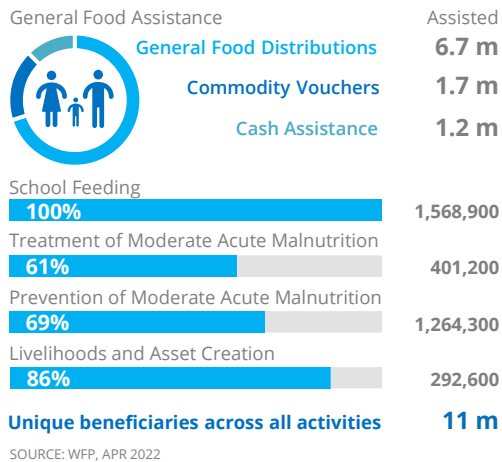 General Food Assistance Assisted
General Food Distributions 6.7 m
Commodity Vouchers 1.7 m
Cash Assistance 1.2 m
School Feeding
100% 1,568,900
Treatment of Moderate Acute Malnutrition
61% 401,200
Prevention of Moderate Acute Malnutrition
69% 1,264,300
Livelihoods and Asset Creation
86% 292,600
Unique beneficiaries across all activities 11 m
SOURCE: WFP, APR 2022